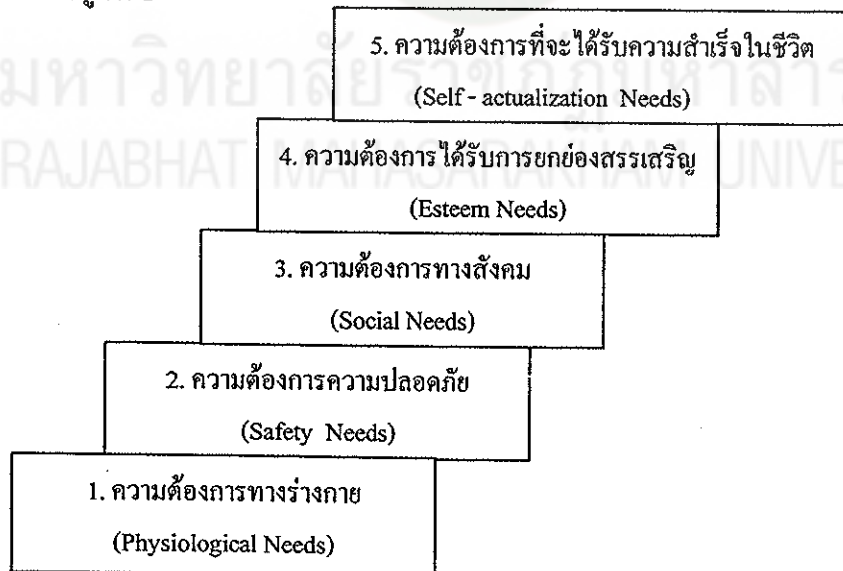 5. ความต้องการที่จะได้รับความสำเร็จในชีวิต
(Self - actualization Needs)
4. ความต้องการได้รับการยกย่องสรรเสริญ
(Esteem Needs)
3. ความต้องการทางสังคม
(Social Needs)
2. ความต้องการความปลอดภัย
(Safety Needs)
1. ความต้องการทางร่างกาย
(Physiological Needs)
RAJABHAT